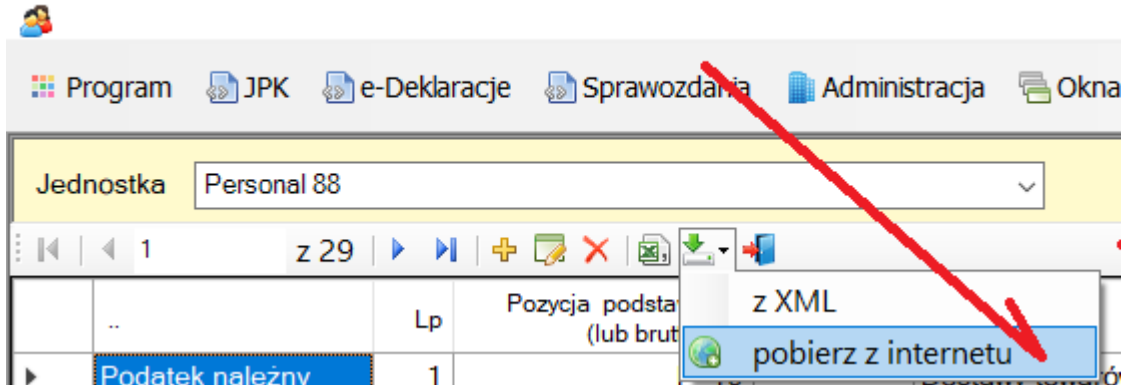 Program JPK e-Deklaracje Sprawozdania Administracja Okna
Jednostka Personal 88
1 z 29
.. Lp Pozycja podsta
(lub brut
z XML
pobierz z internetu
Podatek należny 1